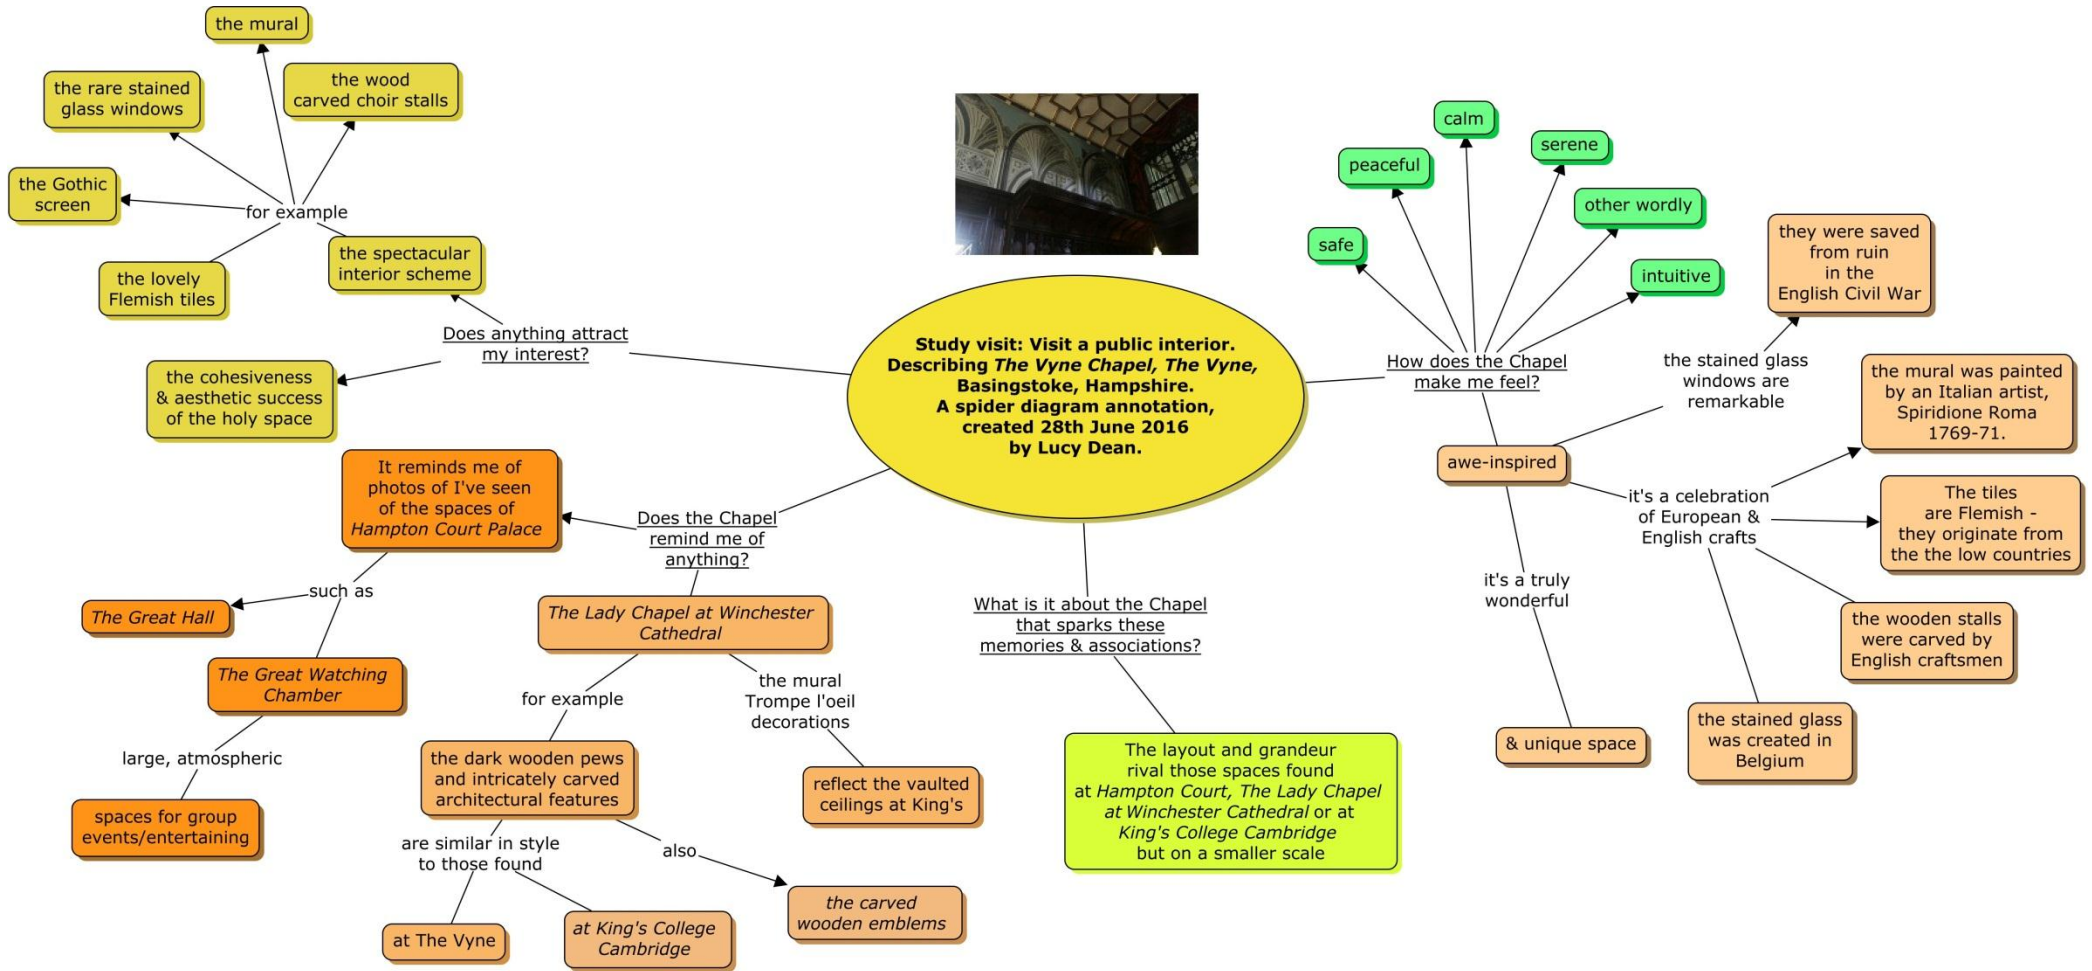 Study visit: Visit a public interior.
Describing The Vyne Chapel, The Vyne,
Basingstoke, Hampshire.
A spider diagram annotation,
created 28th June 2016
by Lucy Dean.
Does anything attract
my interest?
the spectacular
interior scheme
for example
the mural
the wood
carved choir stalls
the rare stained
glass windows
the Gothic
screen
the lovely
Flemish tiles
the cohesiveness
& aesthetic success
of the holy space
How does the Chapel
make me feel?
safe
peaceful
calm
serene
other wordly
intuitive
awe-inspired
the stained glass
windows are
remarkable
they were saved
from ruin
in the
English Civil War
it's a celebration
of European &
English crafts
the mural was painted
by an Italian artist,
Spiridione Roma
1769-71.
The tiles
are Flemish -
they originate from
the the low countries
the wooden stalls
were carved by
English craftsmen
the stained glass
was created in
Belgium
it's a truly
wonderful
& unique space
Does the Chapel
remind me of
anything?
It reminds me of
photos of I've seen
of the spaces of
Hampton Court Palace
such as
The Great Hall
The Great Watching
Chamber
large, atmospheric
spaces for group
events/entertaining
The Lady Chapel at Winchester
Cathedral
for example
the dark wooden pews
and intricately carved
architectural features
are similar in style
to those found
at The Vyne
at King's College
Cambridge
also
the carved
wooden emblems
the mural
Trompe l'oeil
decorations
reflect the vaulted
ceilings at King's
What is it about the Chapel
that sparks these
memories & associations?
The layout and grandeur
rival those spaces found
at Hampton Court, The Lady Chapel
at Winchester Cathedral or at
King's College Cambridge
but on a smaller scale